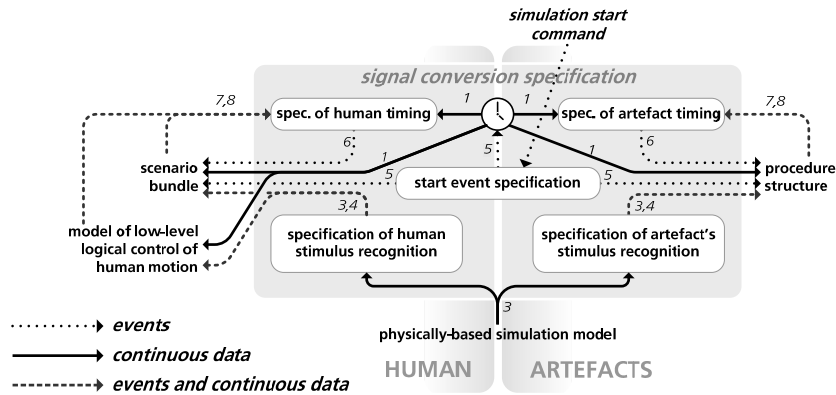 simulation start
command
signal conversion specification
7,8
spec. of human timing
1
1
spec. of artefact timing
7,8
6
5
6
1
1
scenario
bundle
5
start event specification
5
procedure
structure
3,4
3,4
model of low-level
logical control of
human motion
specification of human
stimulus recognition
specification of artefact's
stimulus recognition
3
physically-based simulation model
events
continuous data
events and continuous data
HUMAN
ARTEFACTS